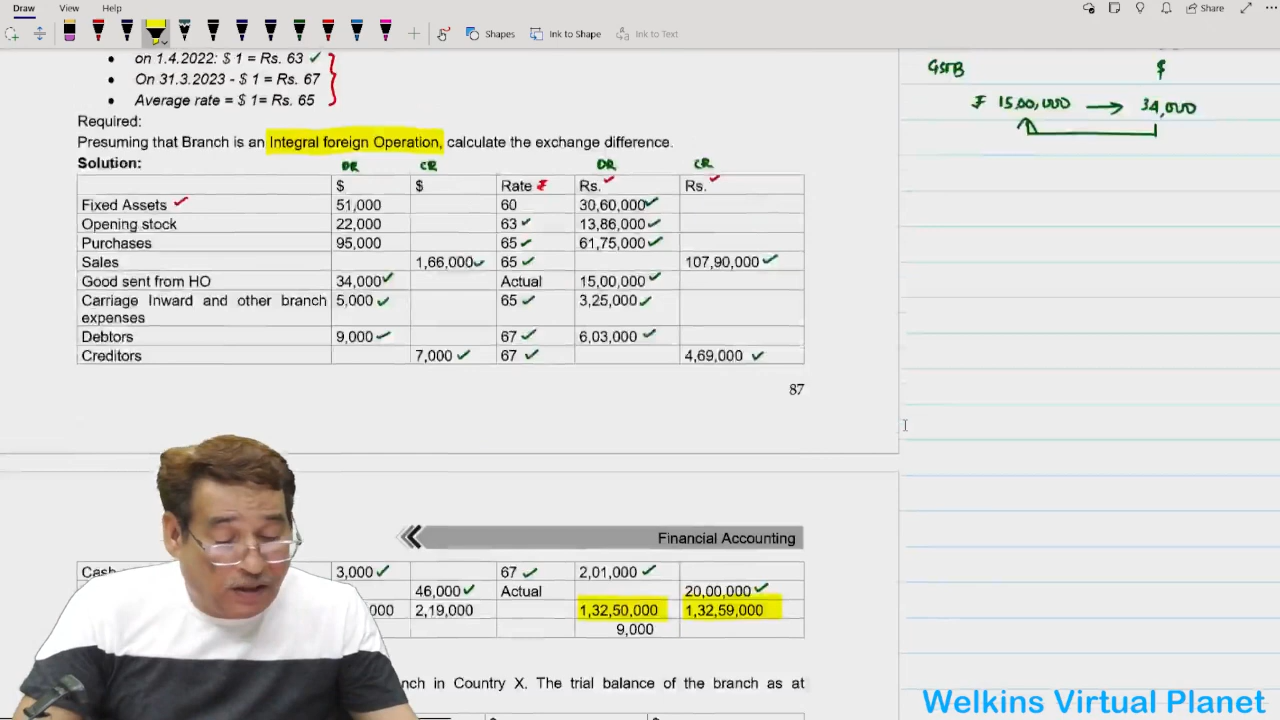 Draw View Help Share
Shapes Ink to Shape Ink to Text
• on 1.4.2022: $ 1 = Rs. 63 ✓
• On 31.3.2023 - $ 1 = Rs. 67
• Average rate = $ 1= Rs. 65
Required:
Presuming that Branch is an Integral foreign Operation, calculate the exchange difference.
Solution: DR CR DR CR
$ $ Rate ₹ Rs. ✓ Rs. ✓
Fixed Assets ✓ 51,000 60 30,60,000 ✓
Opening stock 22,000 63 ✓ 13,86,000 ✓
Purchases 95,000 65 ✓ 61,75,000 ✓
Sales 1,66,000 ✓ 65 ✓ 107,90,000 ✓
Good sent from HO 34,000 ✓ Actual 15,00,000 ✓
Carriage Inward and other branch 5,000 ✓ 65 ✓ 3,25,000 ✓
expenses
Debtors 9,000 ✓ 67 ✓ 6,03,000 ✓
Creditors 7,000 ✓ 67 ✓ 4,69,000 ✓
87
Financial Accounting
Cash 3,000 ✓ 67 ✓ 2,01,000 ✓
46,000 ✓ Actual 20,00,000 ✓
000 2,19,000 1,32,50,000 1,32,59,000
9,000
nch in Country X. The trial balance of the branch as at
GSTB $
₹ 15,00,000 → 34,000
Welkins Virtual Planet